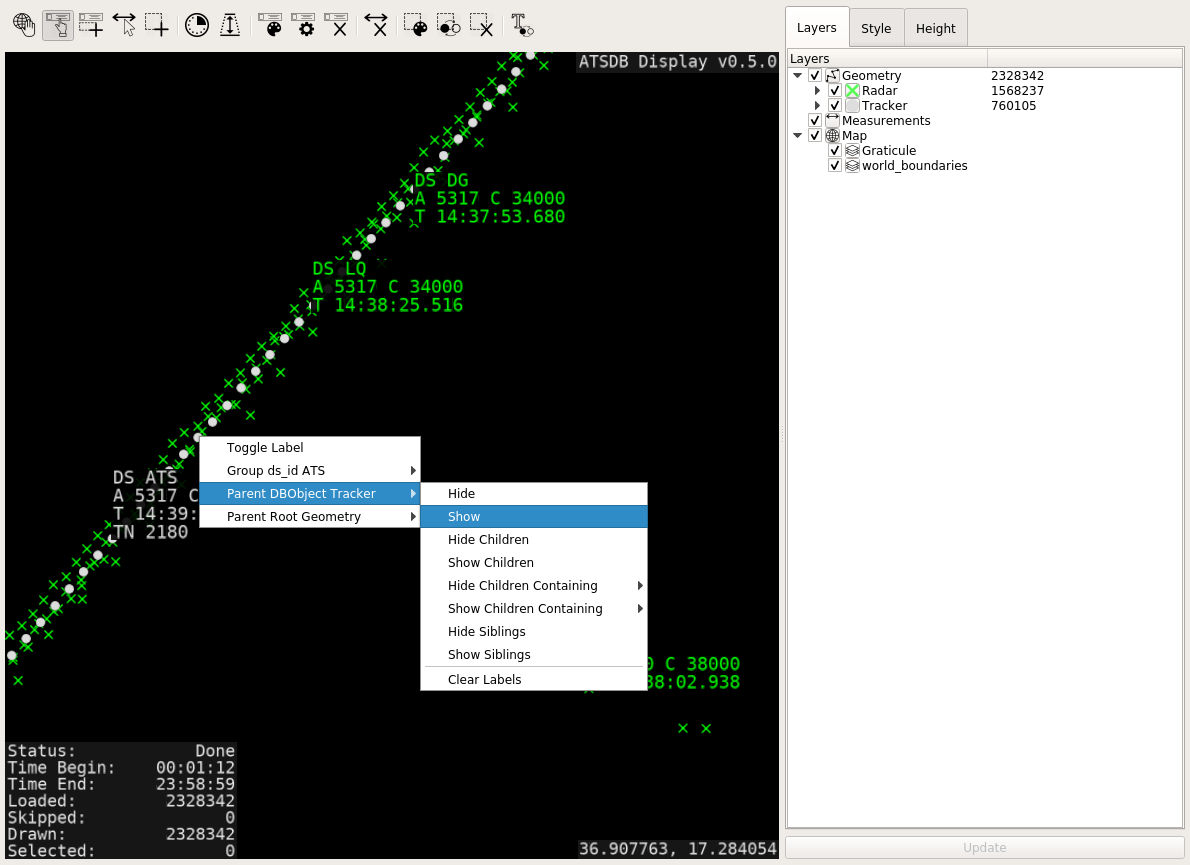 Layers
Style
Height
ATSDB Display v0.5.0
Layers
Geometry 2328342
Radar 1568237
Tracker 760105
Measurements
Map
Graticule
world_boundaries
DS DG
A 5317 C 34000
T 14:37:53.680
DS LQ
A 5317 C 34000
T 14:38:25.516
DS ATS
A 5317 C
T 14:39:
TN 2180
Toggle Label
Group ds_id ATS
Parent DBObject Tracker
Parent Root Geometry
Hide
Show
Hide Children
Show Children
Hide Children Containing
Show Children Containing
Hide Siblings
Show Siblings
Clear Labels
C 38000
38:02.938
Status: Done
Time Begin: 00:01:12
Time End: 23:58:59
Loaded: 2328342
Skipped: 0
Drawn: 2328342
Selected: 0
36.907763, 17.284054
Update